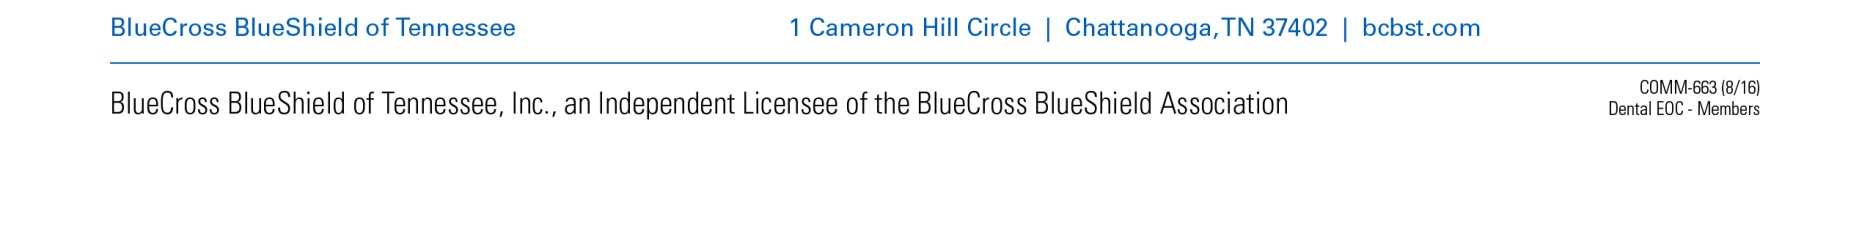 BlueCross BlueShield of Tennessee 1 Cameron Hill Circle | Chattanooga, TN 37402 | bcbst.com
BlueCross BlueShield of Tennessee, Inc., an Independent Licensee of the BlueCross BlueShield Association
COMM-663 (8/16)
Dental EOC - Members